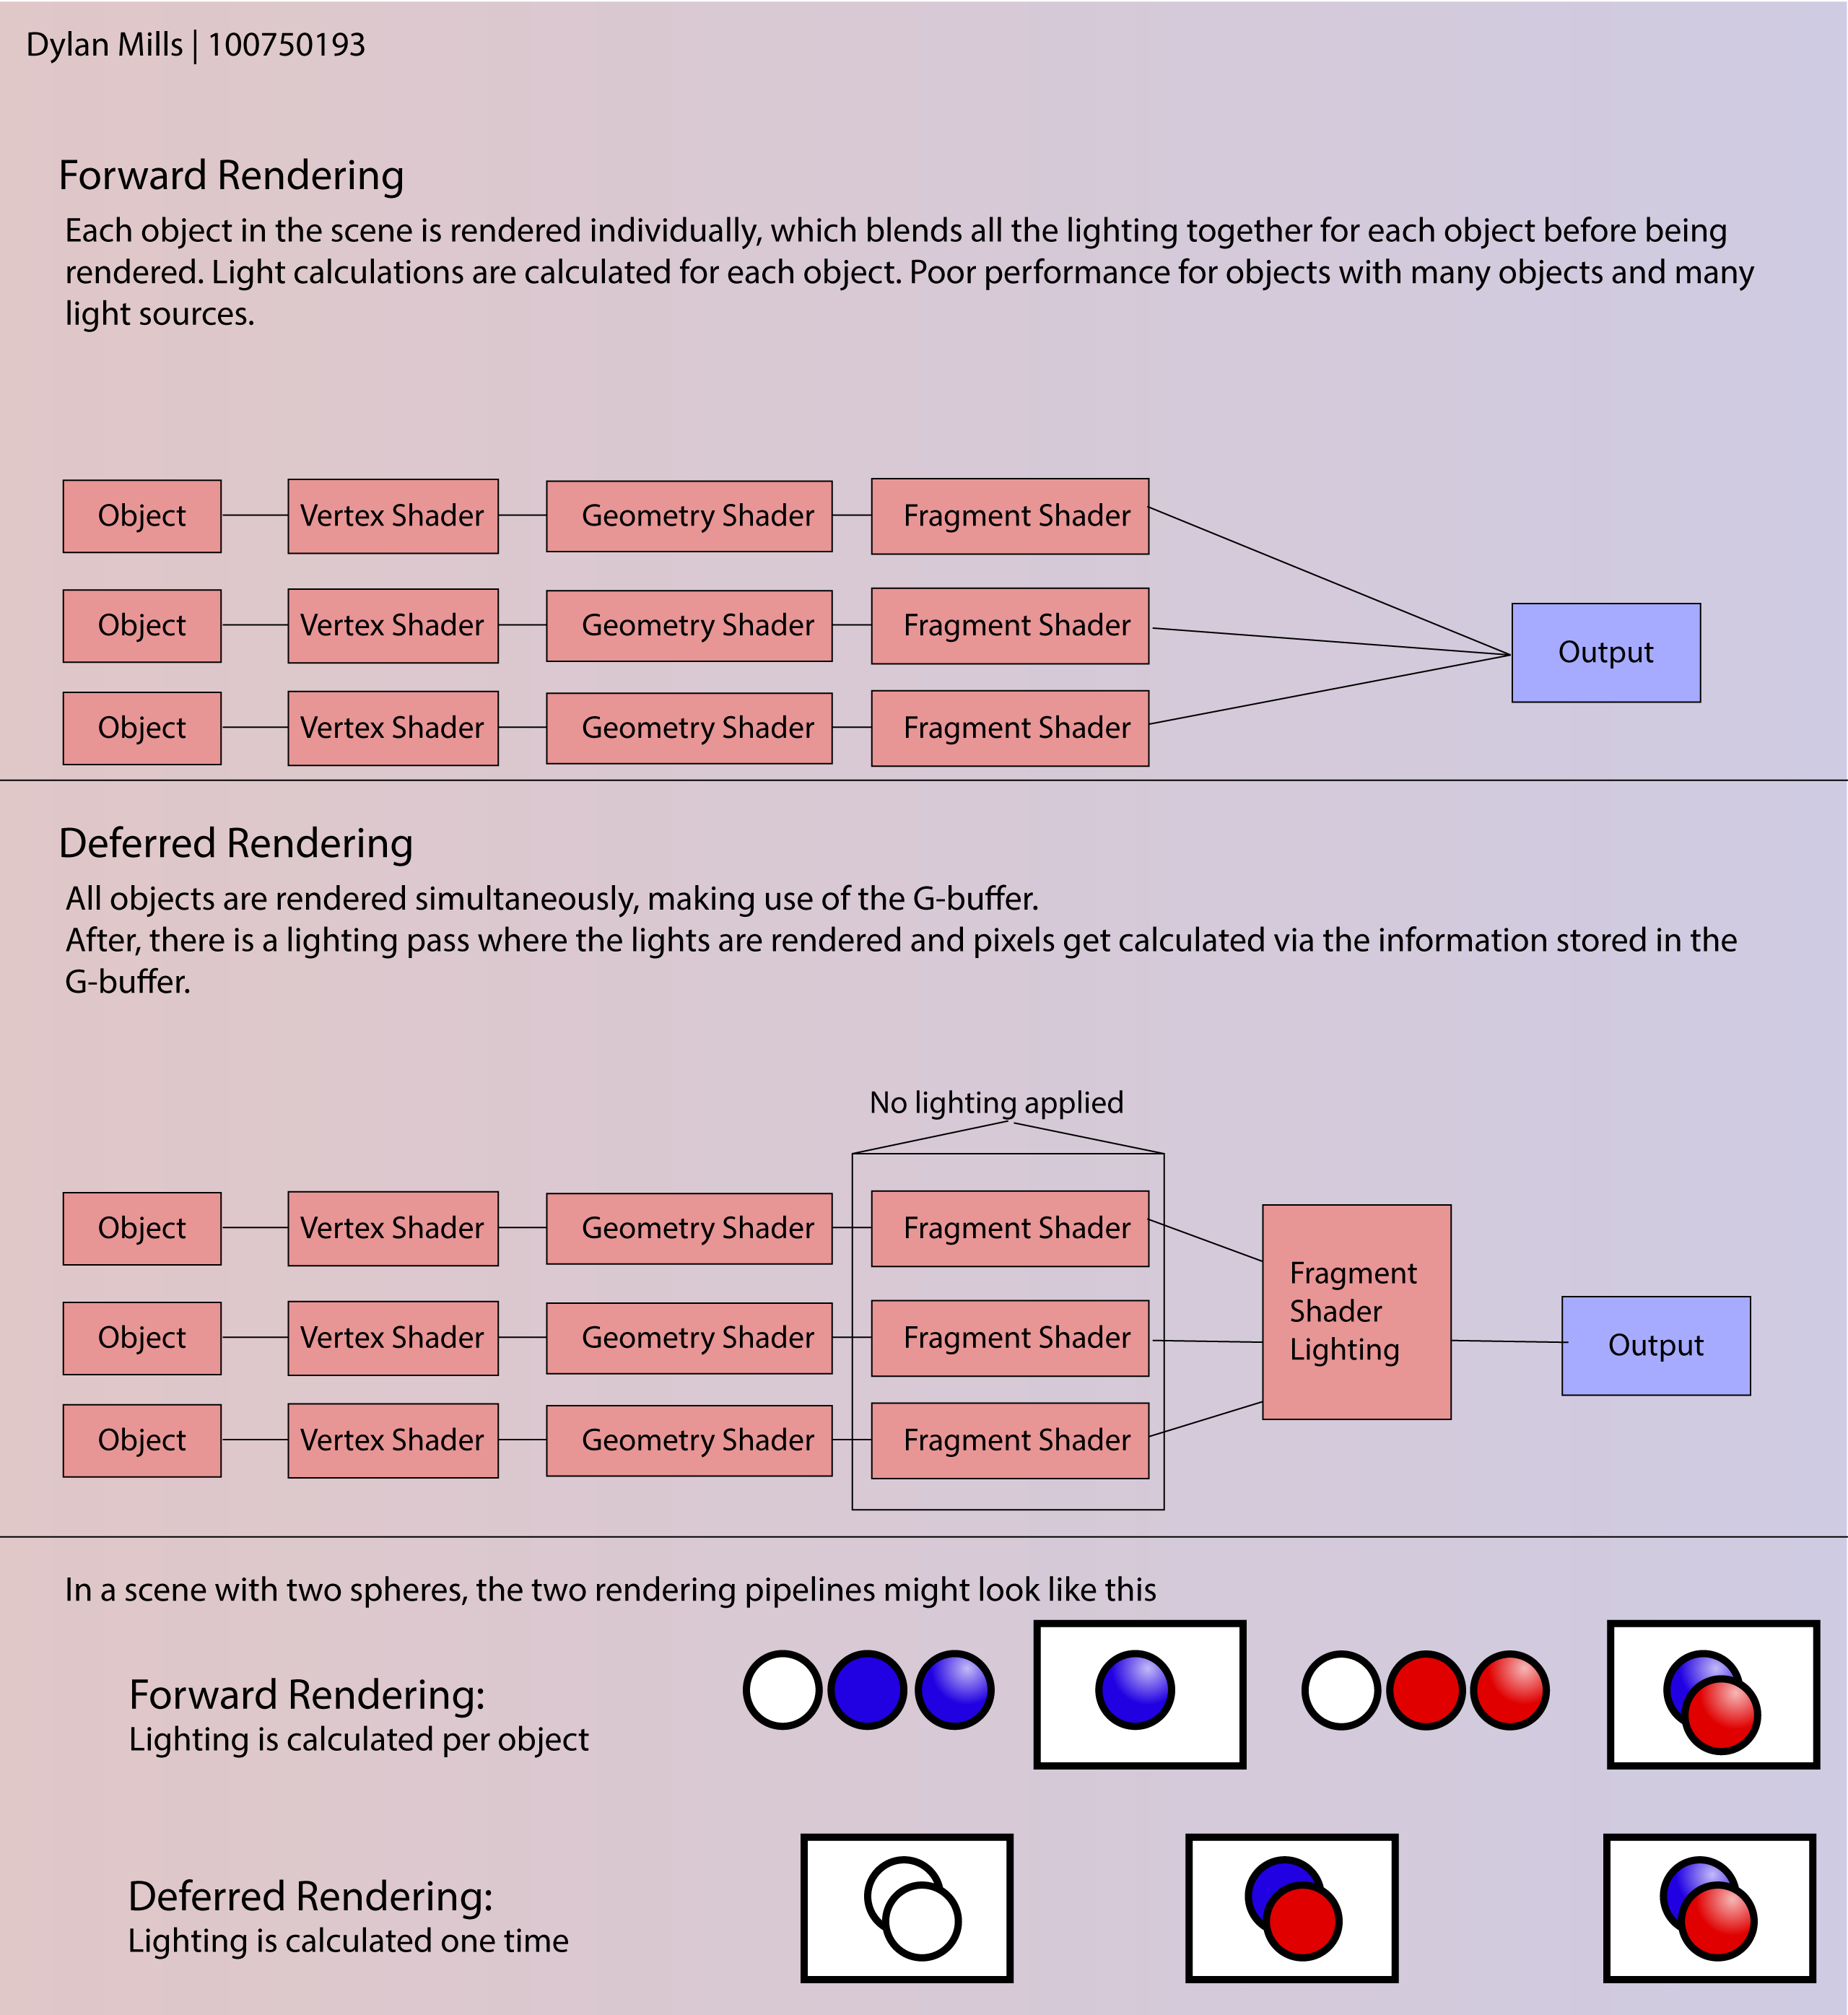 Dylan Mills | 100750193
Forward Rendering
Each object in the scene is rendered individually, which blends all the lighting together for each object before being
rendered. Light calculations are calculated for each object. Poor performance for objects with many objects and many
light sources.
Object
Vertex Shader
Geometry Shader
Fragment Shader
Object
Vertex Shader
Geometry Shader
Fragment Shader
Output
Object
Vertex Shader
Geometry Shader
Fragment Shader
Deferred Rendering
All objects are rendered simultaneously, making use of the G-buffer.
After, there is a lighting pass where the lights are rendered and pixels get calculated via the information stored in the
G-buffer.
No lighting applied
Object
Vertex Shader
Geometry Shader
Fragment Shader
Object
Vertex Shader
Geometry Shader
Fragment Shader
Object
Vertex Shader
Geometry Shader
Fragment Shader
Fragment
Shader
Lighting
Output
In a scene with two spheres, the two rendering pipelines might look like this
Forward Rendering:
Lighting is calculated per object
Deferred Rendering:
Lighting is calculated one time